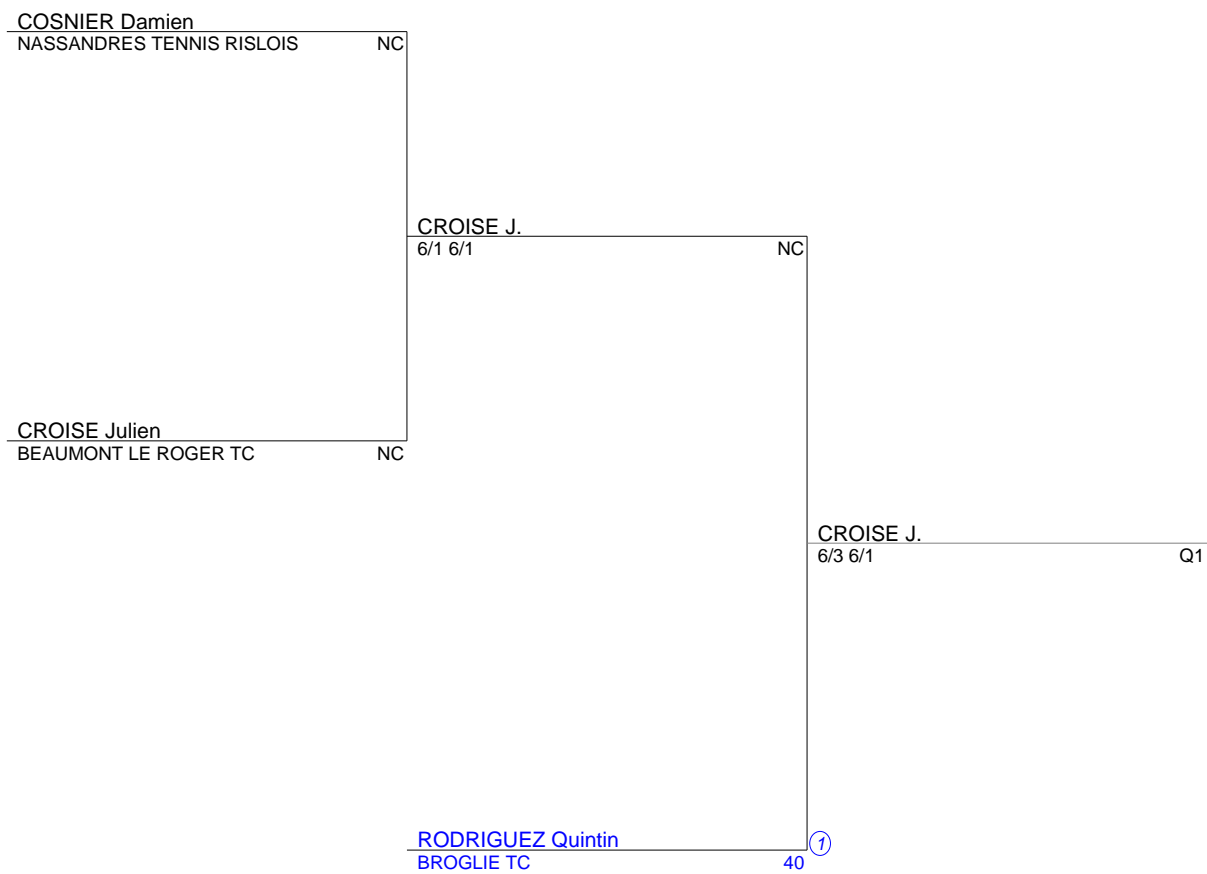 COSNIER Damien
NASSANDRES TENNIS RISLOIS NC
CROISE J.
6/1 6/1 NC
CROISE Julien
BEAUMONT LE ROGER TC NC
CROISE J.
6/3 6/1 Q1
RODRIGUEZ Quintin 1
BROGLIE TC 40